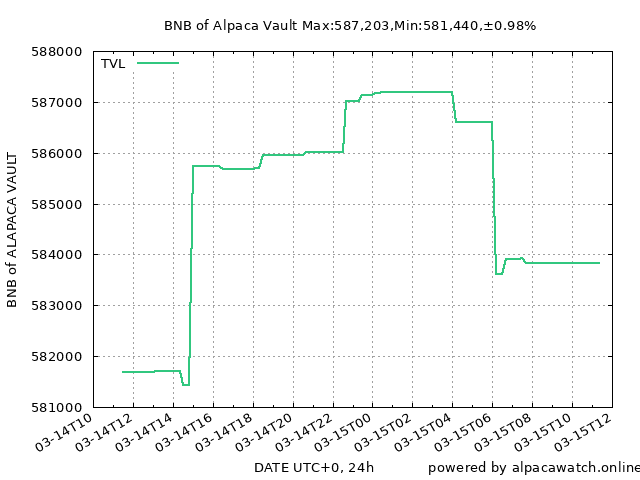 BNB of Alpaca Vault Max:587,203,Min:581,440,±0.98%
588000
587000
586000
585000
584000
583000
582000
581000
TVL
BNB of ALAPACA VAULT
03-14T10
03-14T12
03-14T14
03-14T16
03-14T18
03-14T20
03-14T22
03-15T00
03-15T02
03-15T04
03-15T06
03-15T08
03-15T10
03-15T12
DATE UTC+0, 24h
powered by alpacawatch.online